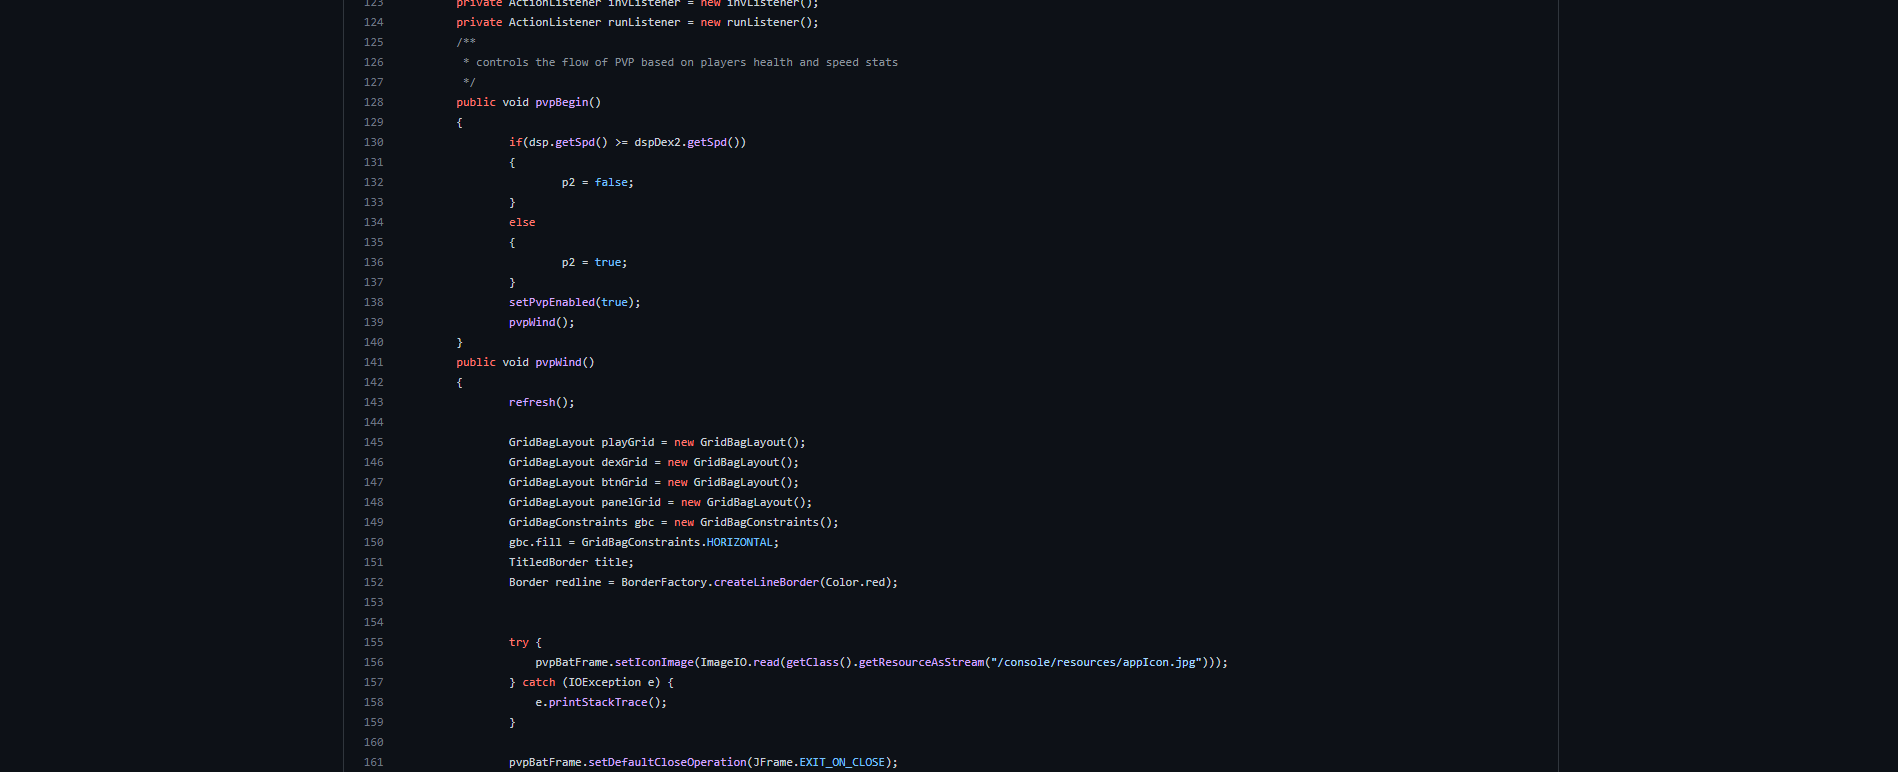 123 private ActionListener invListener = new invListener();
124 private ActionListener runListener = new runListener();
125 /**
126 * controls the flow of PVP based on players health and speed stats
127 */
128 public void pvpBegin()
129 {
130 if(dsp.getSpd() >= dspDex2.getSpd())
131 {
132 p2 = false;
133 }
134 else
135 {
136 p2 = true;
137 }
138 setPvpEnabled(true);
139 pvpWind();
140 }
141 public void pvpWind()
142 {
143 refresh();
144
145 GridBagLayout playGrid = new GridBagLayout();
146 GridBagLayout dexGrid = new GridBagLayout();
147 GridBagLayout btnGrid = new GridBagLayout();
148 GridBagLayout panelGrid = new GridBagLayout();
149 GridBagConstraints gbc = new GridBagConstraints();
150 gbc.fill = GridBagConstraints.HORIZONTAL;
151 TitledBorder title;
152 Border redline = BorderFactory.createLineBorder(Color.red);
153
154
155 try {
156 pvpBatFrame.setIconImage(ImageIO.read(getClass().getResourceAsStream("/console/resources/appIcon.jpg")));
157 } catch (IOException e) {
158 e.printStackTrace();
159 }
160
161 pvpBatFrame.setDefaultCloseOperation(JFrame.EXIT_ON_CLOSE);